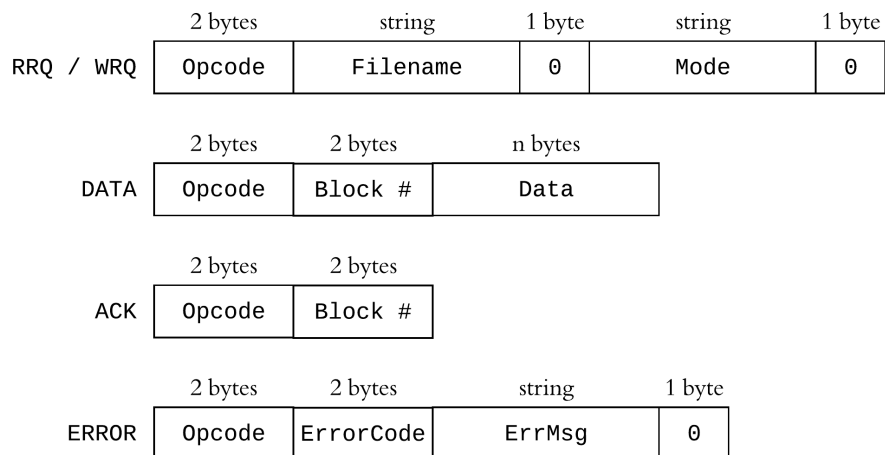 2 bytes string 1 byte string 1 byte
RRQ / WRQ Opcode Filename 0 Mode 0
2 bytes 2 bytes n bytes
DATA Opcode Block # Data
2 bytes 2 bytes
ACK Opcode Block #
2 bytes 2 bytes string 1 byte
ERROR Opcode ErrorCode ErrMsg 0